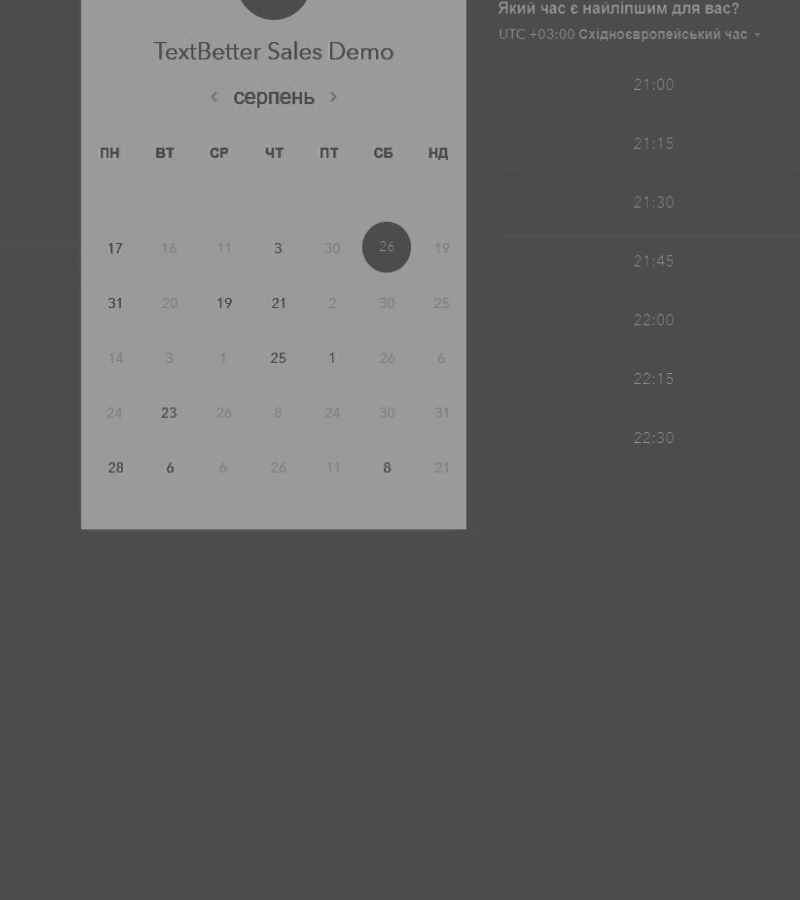 TextBetter Sales Demo
серпень
ПН ВТ СР ЧТ ПТ СБ НД
17 16 11 3 30 26 19
31 20 19 21 2 30 25
14 3 1 25 1 26 6
24 23 26 8 24 30 31
28 6 6 26 11 8 21
Який час є найліпшим для вас?
UTC +03:00 Східноєвропейський час
21:00
21:15
21:30
21:45
22:00
22:15
22:30